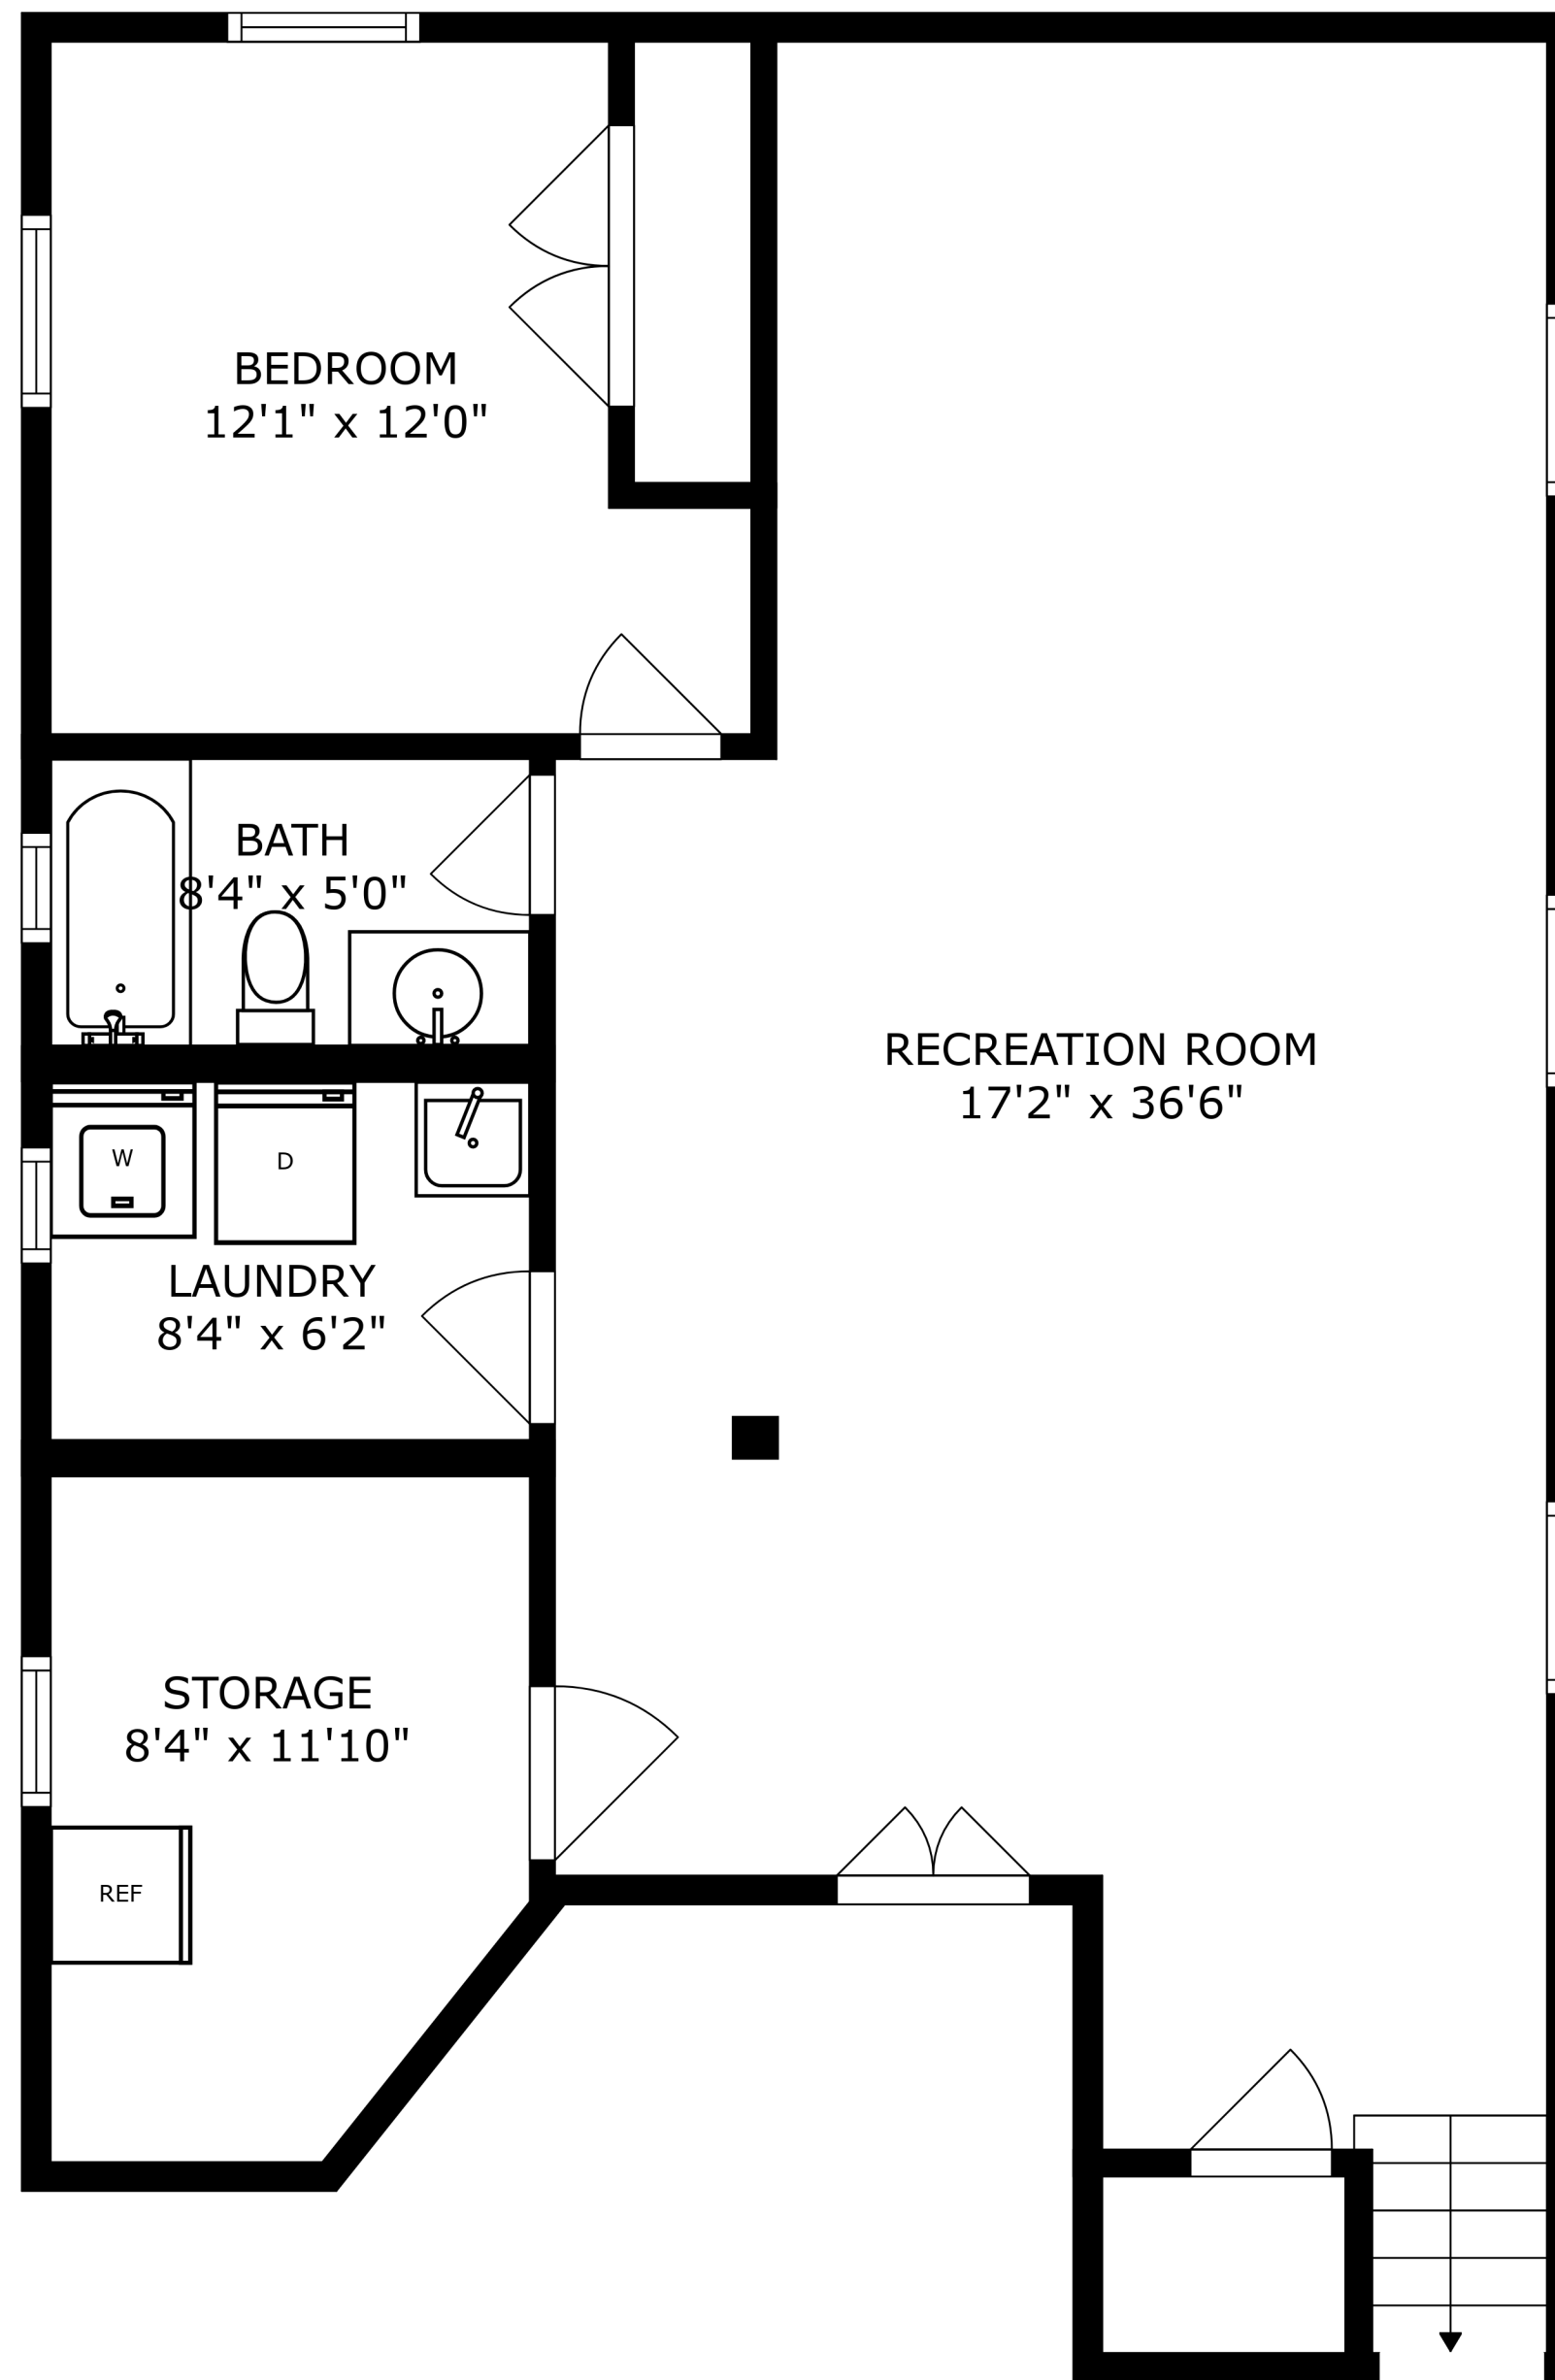 BEDROOM
12'1" x 12'0"
BATH
8'4" x 5'0"
RECREATION ROOM
17'2" x 36'6"
W
D
LAUNDRY
8'4" x 6'2"
STORAGE
8'4" x 11'10"
REF